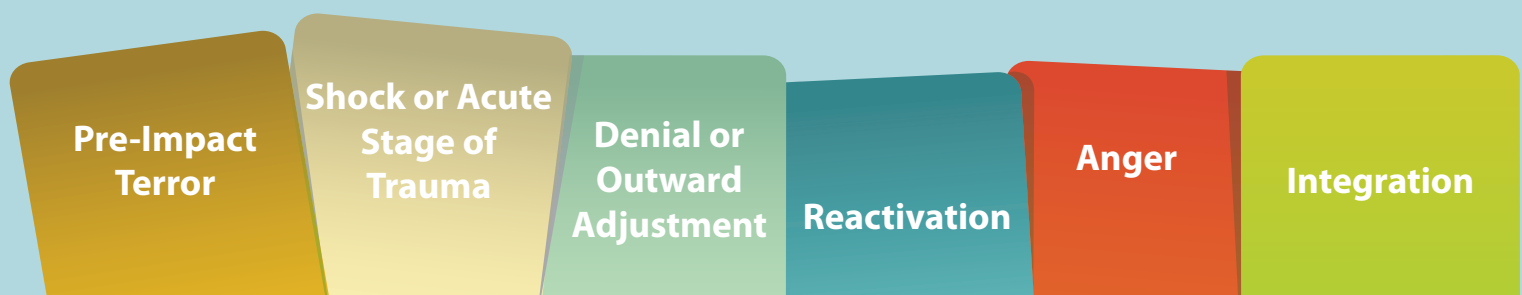 Pre-Impact
Terror
Shock or Acute
Stage of
Trauma
Denial or
Outward
Adjustment
Reactivation
Anger
Integration